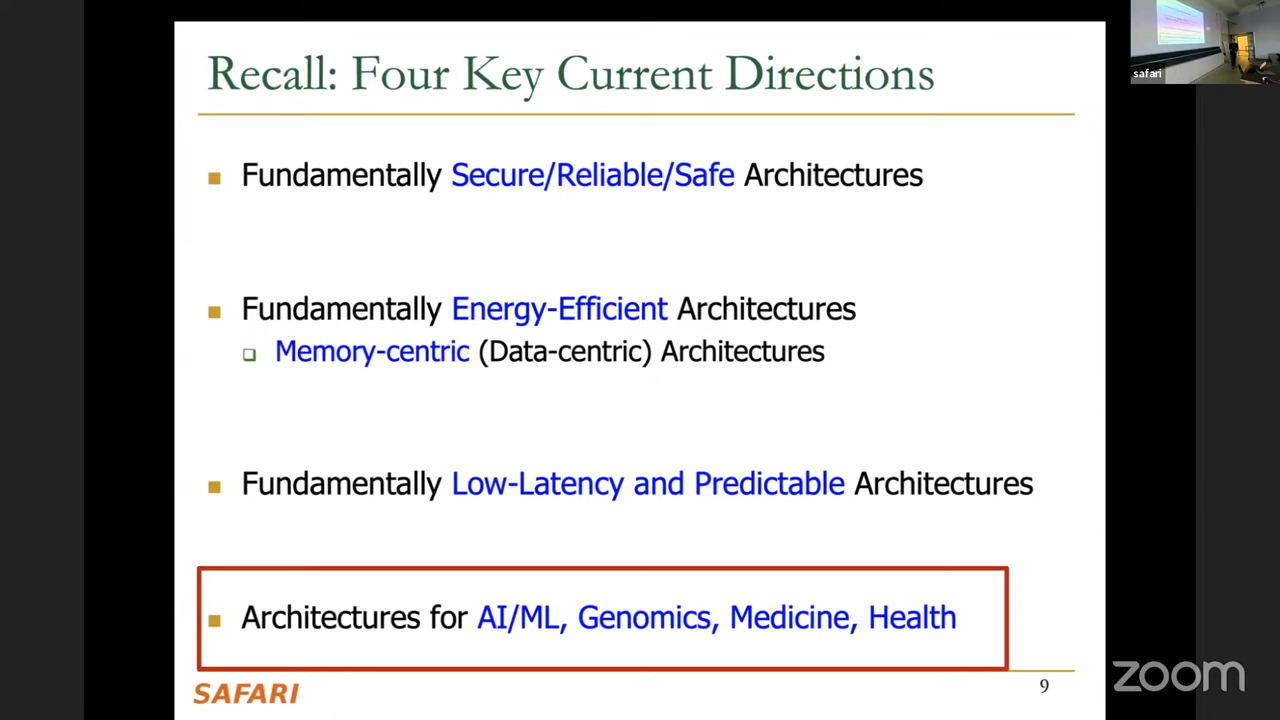 Recall: Four Key Current Directions
Fundamentally Secure/Reliable/Safe Architectures
Fundamentally Energy-Efficient Architectures
Memory-centric (Data-centric) Architectures
Fundamentally Low-Latency and Predictable Architectures
Architectures for AI/ML, Genomics, Medicine, Health
SAFARI
9
safari
zoom